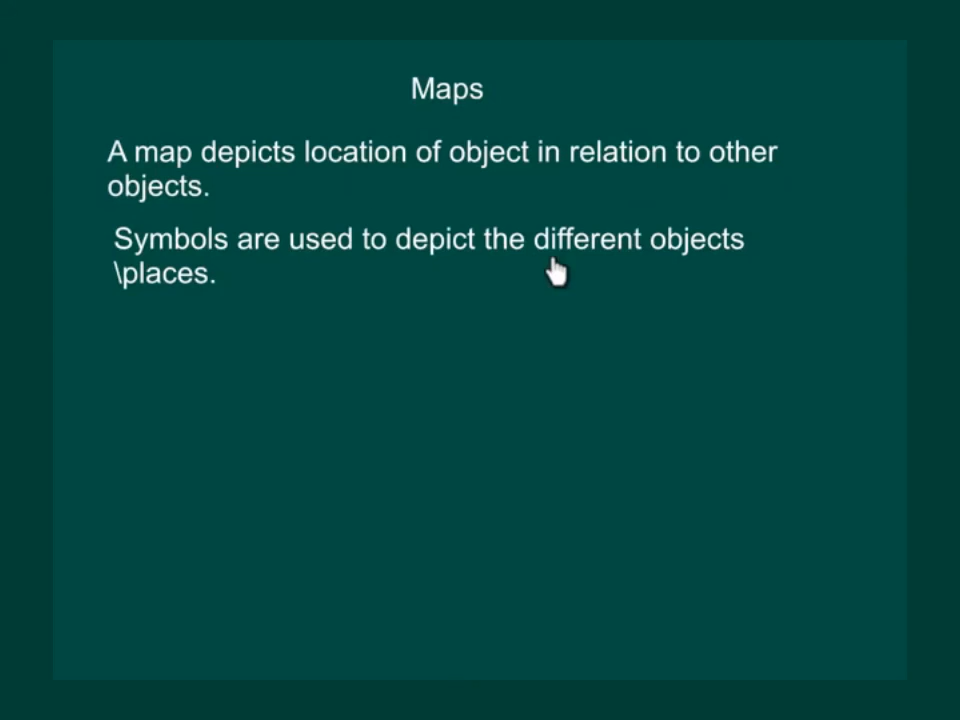 Maps
A map depicts location of object in relation to other
objects.
Symbols are used to depict the different objects
\places.